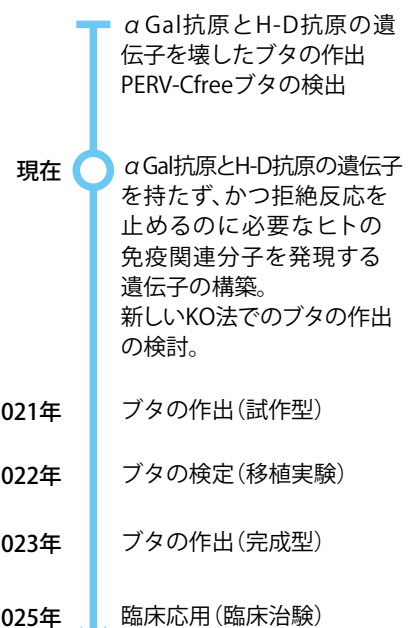 αGal抗原とH-D抗原の遺
伝子を壊したブタの作出
PERV-Cfreeブタの検出
現在
αGal抗原とH-D抗原の遺伝子
を持たず、かつ拒絶反応を
止めるのに必要なヒトの
免疫関連分子を発現する
遺伝子の構築。
新しいKO法でのブタの作出
の検討。
021年 ブタの作出（試作型）
022年 ブタの検定（移植実験）
023年 ブタの作出（完成型）
025年 臨床応用（臨床治験）